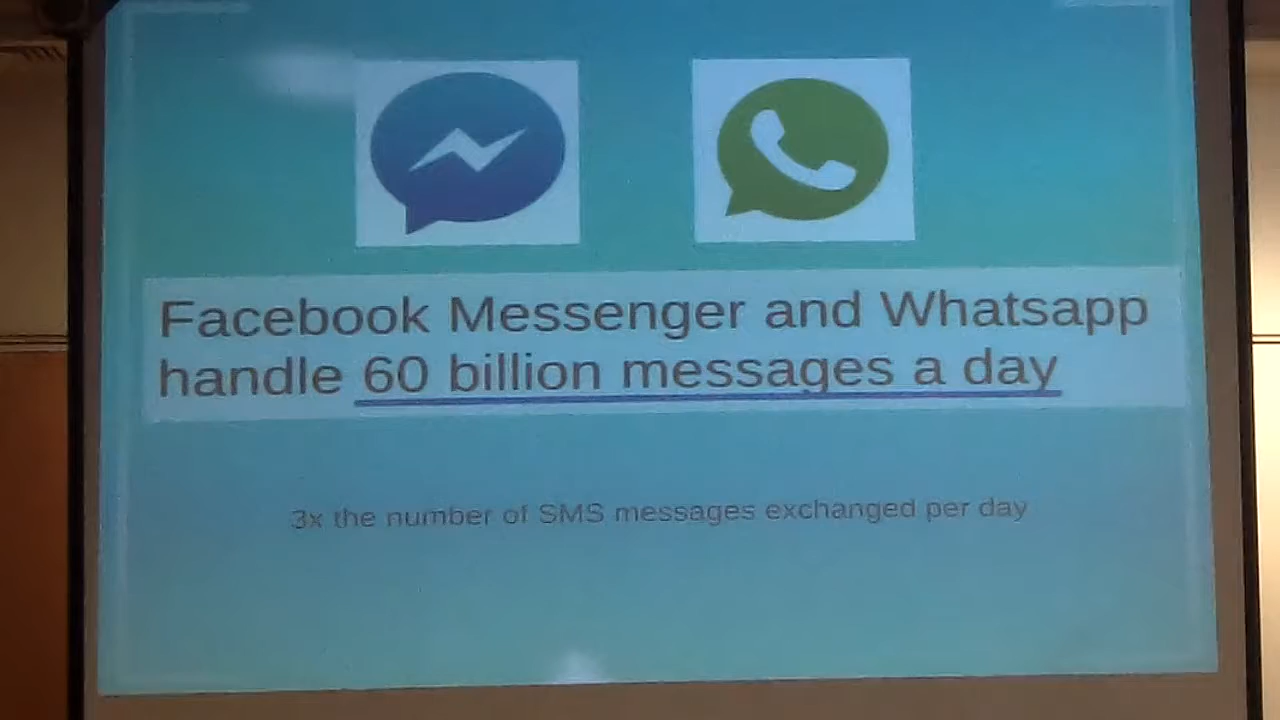 Facebook Messenger and Whatsapp
handle 60 billion messages a day
3x the number of SMS messages exchanged per day